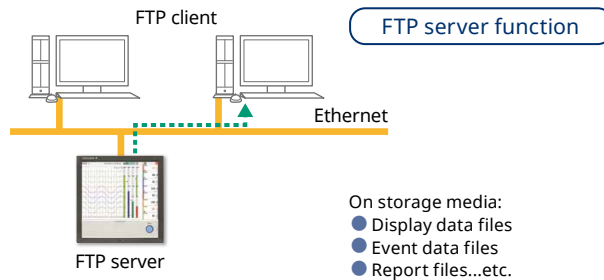 FTP client
FTP server function
Ethernet
FTP server
On storage media:
Display data files
Event data files
Report files...etc.